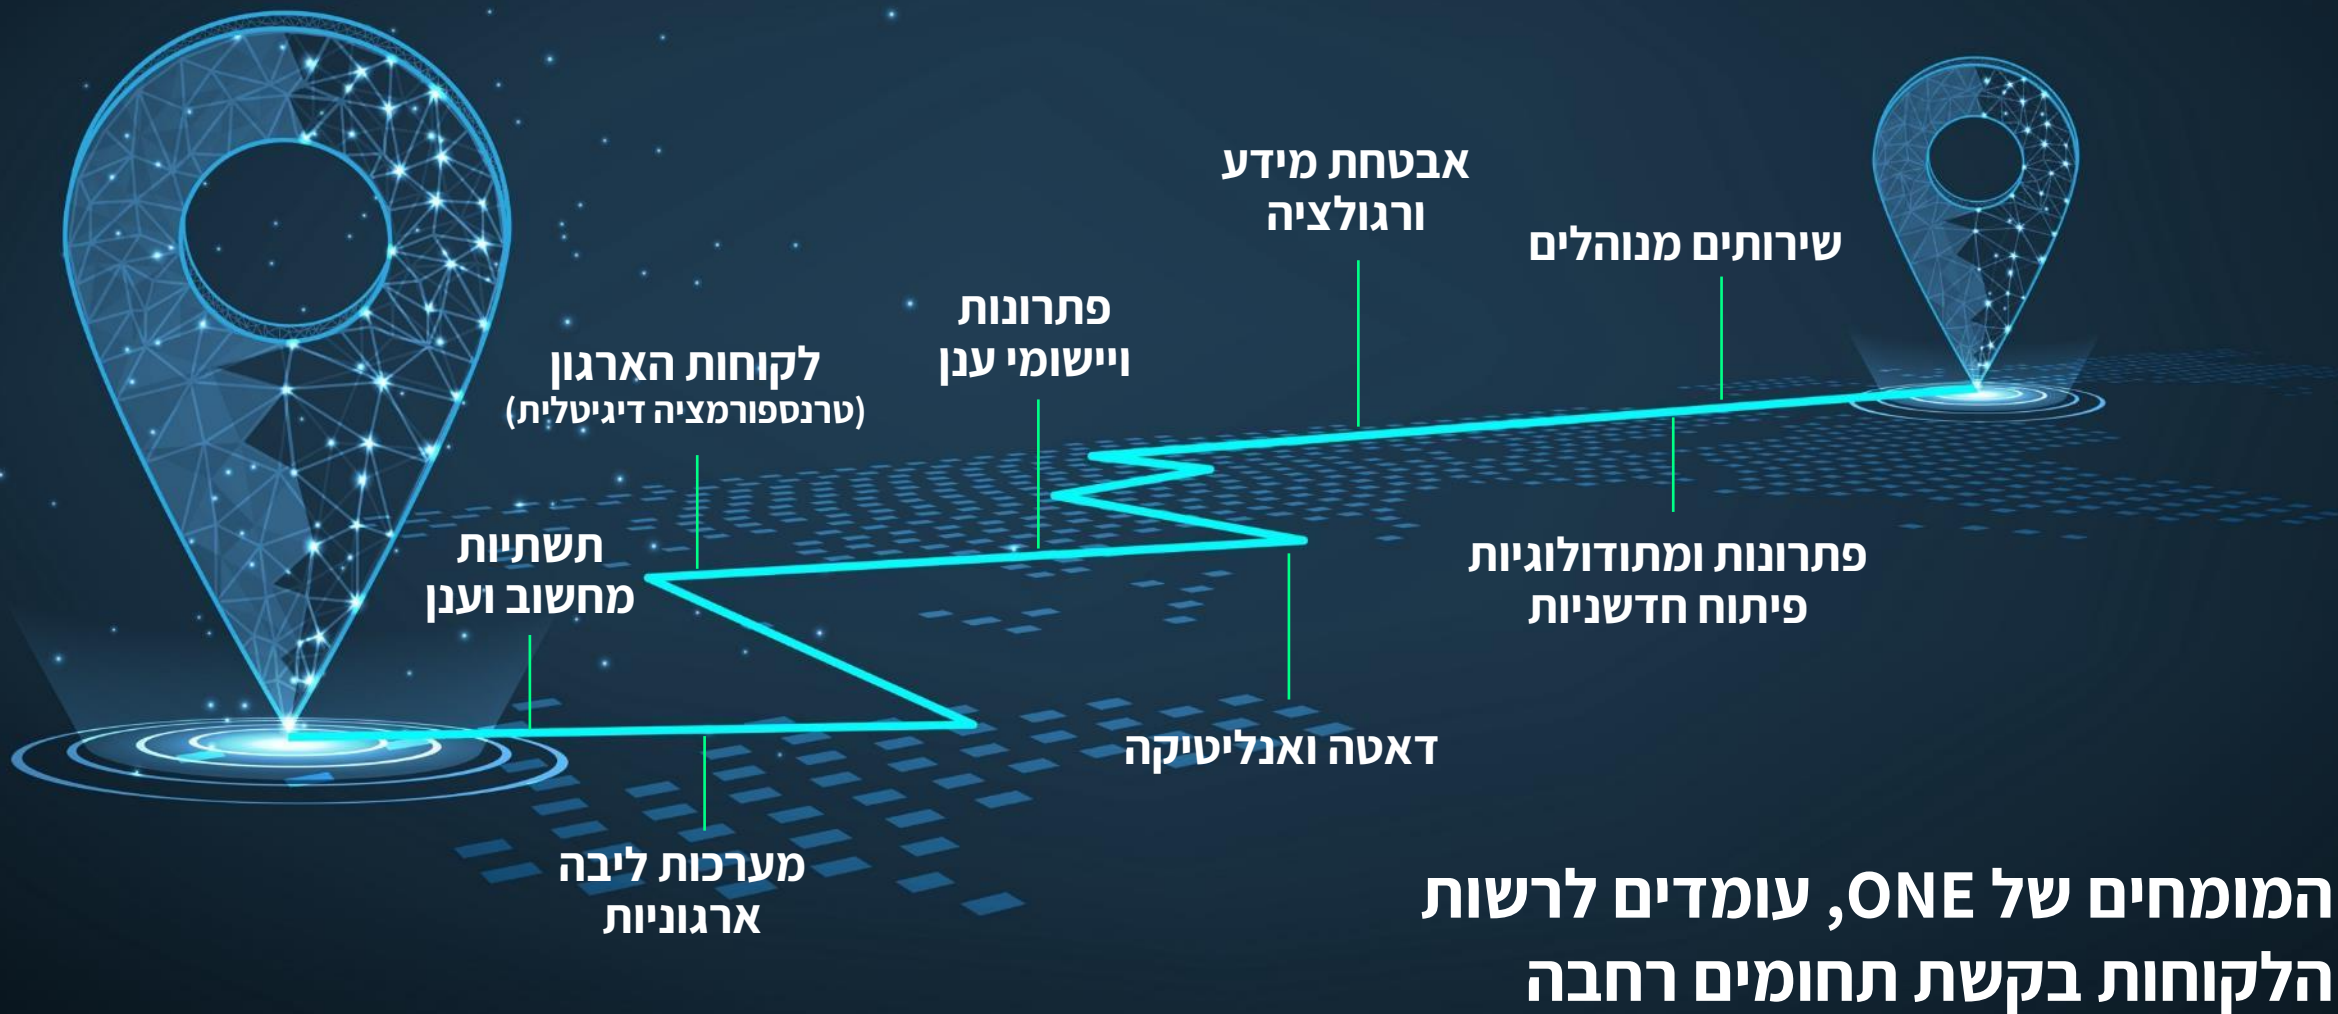 אבטחת מידע
ורגולציה
שירותים מנוהלים
פתרונות
ויישומי ענן
לקוחות הארגון
(טרנספורמציה דיגיטלית)
תשתיות
מחשוב וענן
פתרונות ומתודולוגיות
פיתוח חדשניות
דאטה ואנליטיקה
מערכות ליבה
ארגוניות
המומחים של ONE, עומדים לרשות
הלקוחות בקשת תחומים רחבה